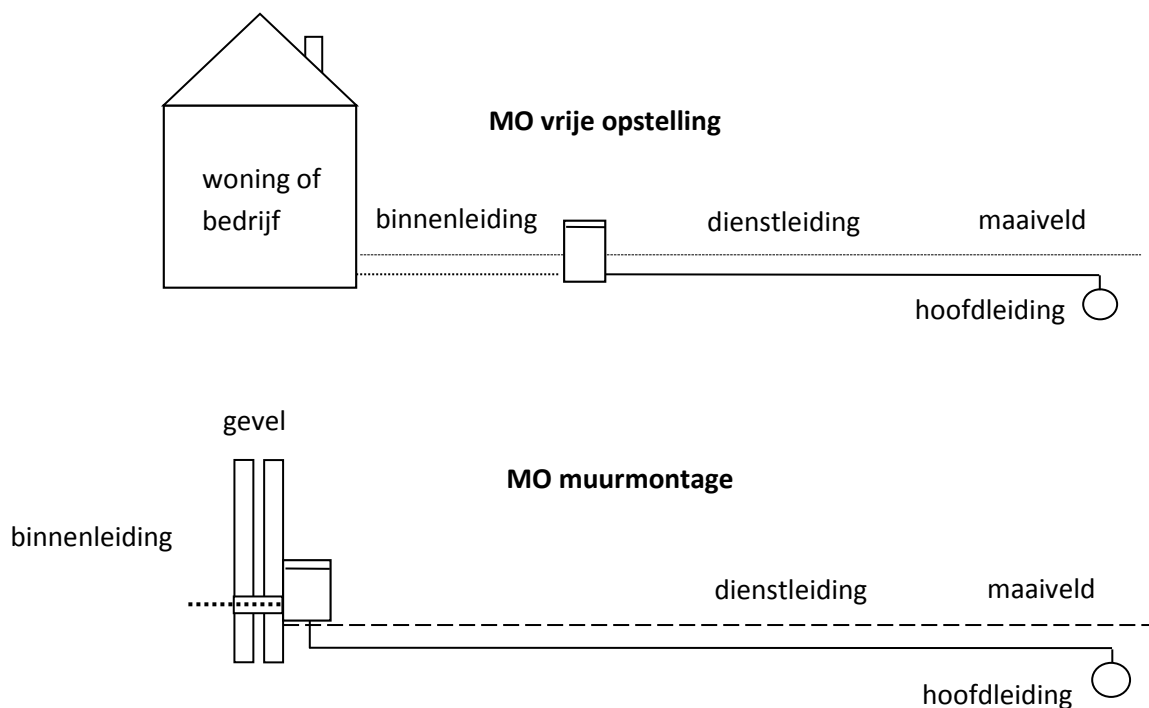 MO vrije opstelling
woning of
bedrijf
binnenleiding
dienstleiding
maaiveld
hoofdleiding
gevel
MO muurmontage
binnenleiding
dienstleiding
maaiveld
hoofdleiding